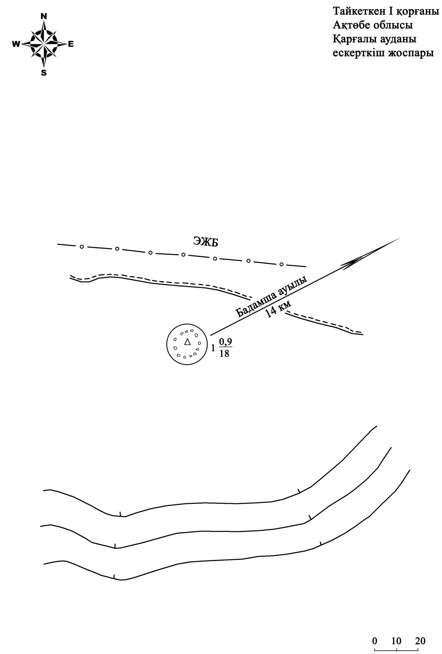 Тайкеткен I қорғаны
Ақтөбе облысы
Қарғалы ауданы
ескерткіш жоспары
N
W E
S
ЭЖБ
Бадамша ауылы
14 км
1 0,9
18
0 10 20